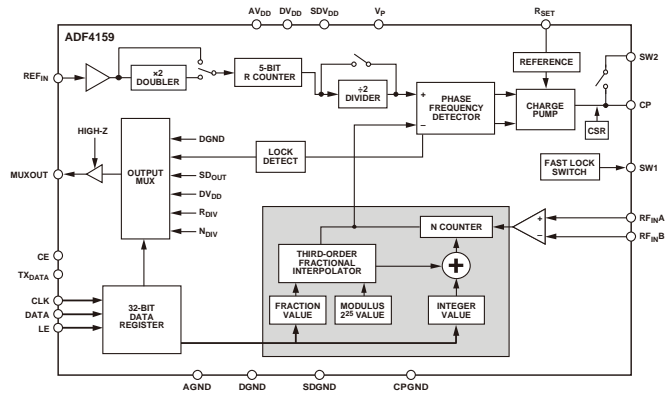 AVDD DVDD SDVDD VP RSET
ADF4159
REFIN
×2
DOUBLER
5-BIT
R COUNTER
÷2
DIVIDER
+
−
PHASE
FREQUENCY
DETECTOR
REFERENCE
CHARGE
PUMP
SW2
CP
CSR
HIGH-Z
MUXOUT
OUTPUT
MUX
DGND
LOCK
DETECT
SDOUT
DVDD
RDIV
NDIV
FAST LOCK
SWITCH
SW1
N COUNTER
+
−
RFINA
RFINB
THIRD-ORDER
FRACTIONAL
INTERPOLATOR
+
CE
TXDATA
CLK
DATA
LE
32-BIT
DATA
REGISTER
FRACTION
VALUE
MODULUS
2²⁵ VALUE
INTEGER
VALUE
AGND DGND SDGND CPGND